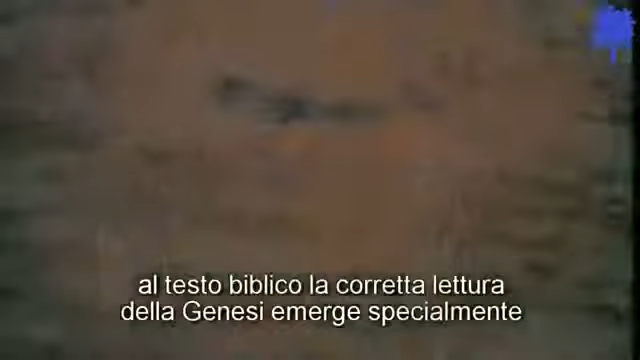 al testo biblico la corretta lettura
della Genesi emerge specialmente